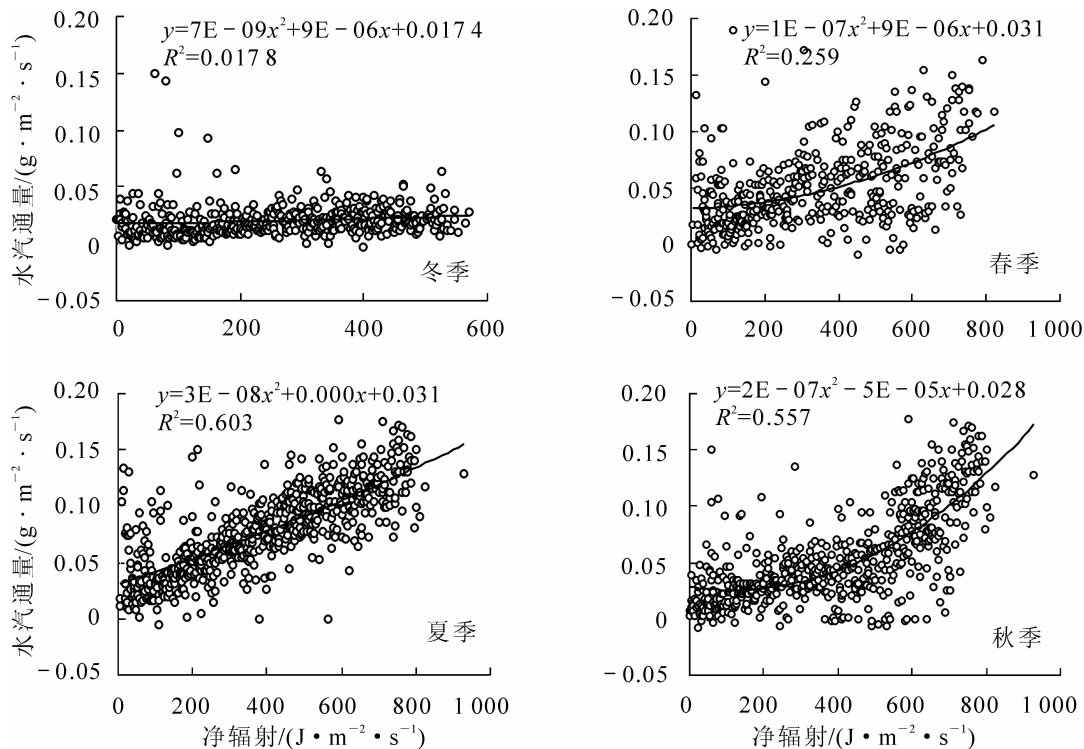 y=7E－09x²+9E－06x+0.017 4
R²=0.017 8
水汽通量/(g·m⁻²·s⁻¹)
0.20
0.15
0.10
0.05
0
－0.05
0 200 400 600
冬季
y=1E－07x²+9E－06x+0.031
R²=0.259
0.20
0.15
0.10
0.05
0
－0.05
0 200 400 600 800 1 000
春季
y=3E－08x²+0.000x+0.031
R²=0.603
水汽通量/(g·m⁻²·s⁻¹)
0.20
0.15
0.10
0.05
0
－0.05
0 200 400 600 800 1 000
夏季
净辐射/(J·m⁻²·s⁻¹)
y=2E－07x²－5E－05x+0.028
R²=0.557
0.20
0.15
0.10
0.05
0
－0.05
0 200 400 600 800 1 000
秋季
净辐射/(J·m⁻²·s⁻¹)